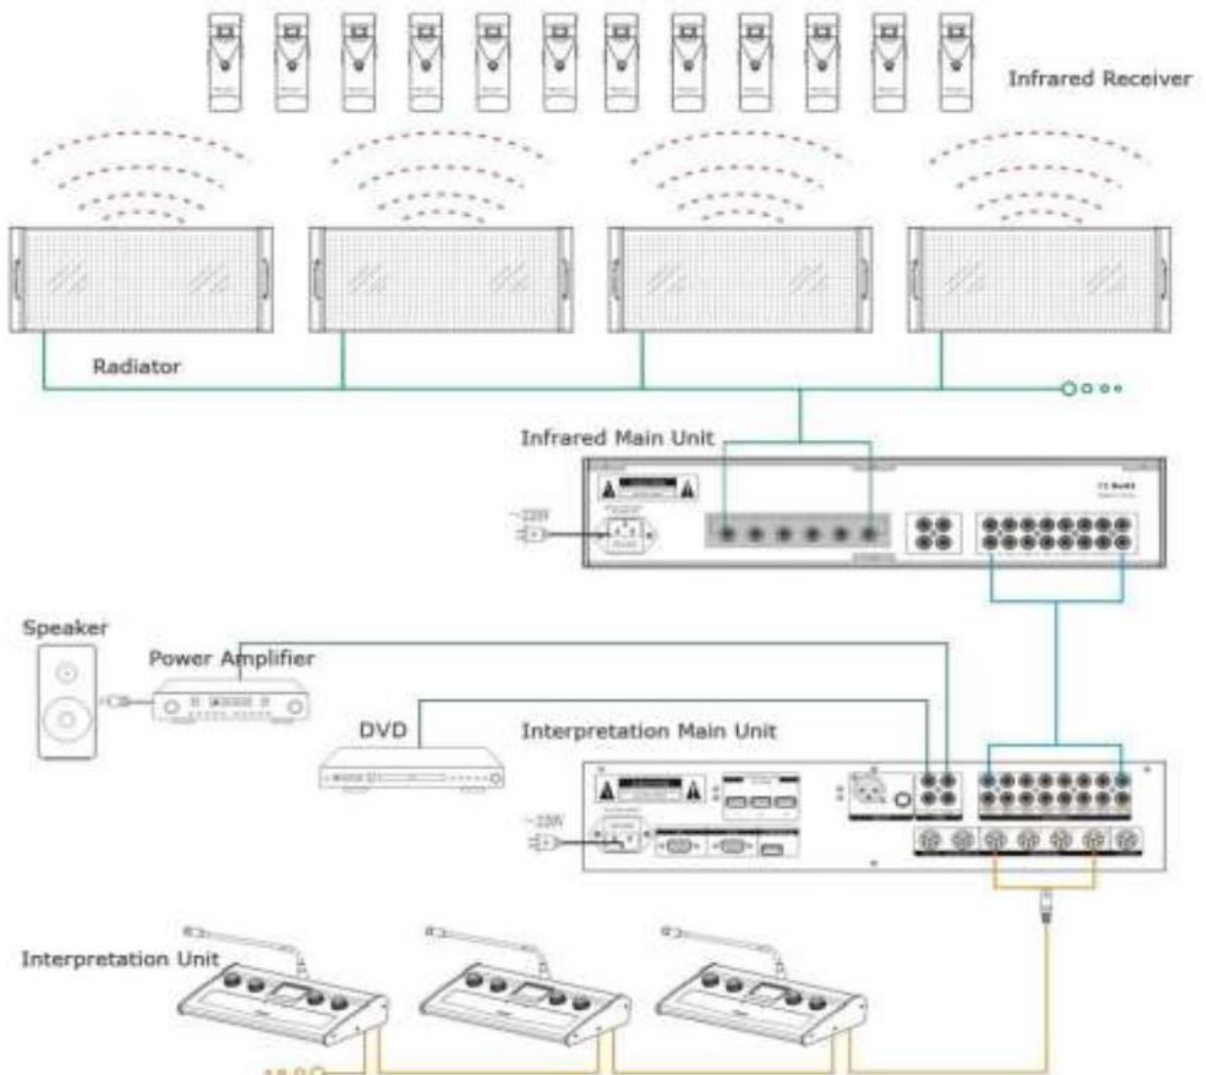 Infrared Receiver
Radiator
Infrared Main Unit
~220V
Speaker
Power Amplifier
DVD
Interpretation Main Unit
~220V
Interpretation Unit